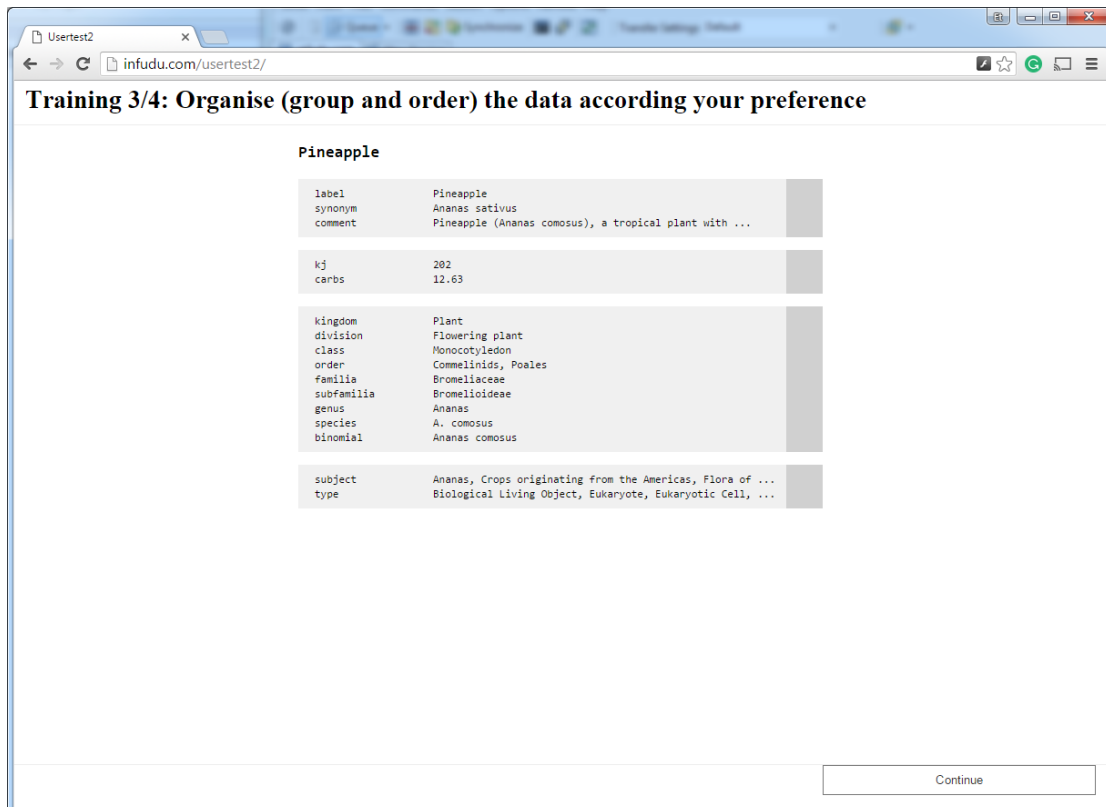 Usertest2
infudu.com/usertest2/
Training 3/4: Organise (group and order) the data according your preference
Pineapple
label Pineapple
synonym Ananas sativus
comment Pineapple (Ananas comosus), a tropical plant with ...
kj 202
carbs 12.63
kingdom Plant
division Flowering plant
class Monocotyledon
order Commelinids, Poales
familia Bromeliaceae
subfamilia Bromelioideae
genus Ananas
species A. comosus
binomial Ananas comosus
subject Ananas, Crops originating from the Americas, Flora of ...
type Biological Living Object, Eukaryote, Eukaryotic Cell, ...
Continue